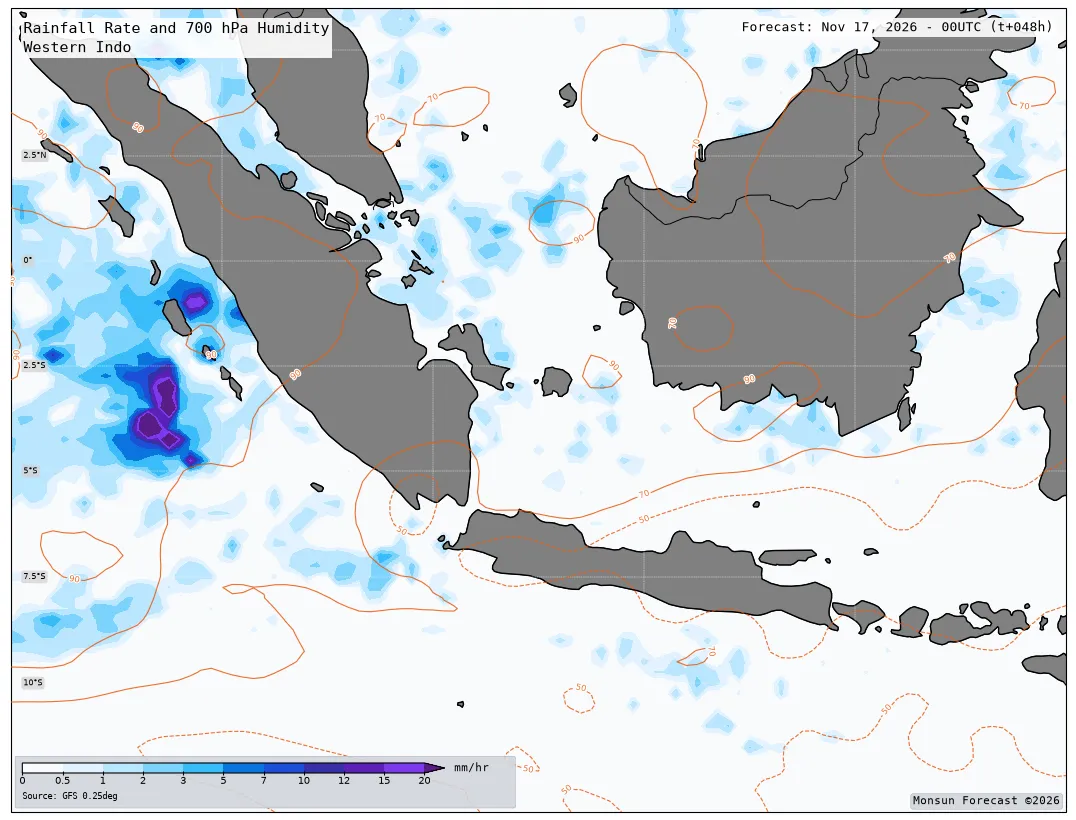 Rainfall Rate and 700 hPa Humidity
Western Indo
Forecast: Nov 17, 2026 - 00UTC (t+048h)
70
70
70
90
90
70
2.5°N
90
0°
70
90
70
90
90
2.5°S
90
90
90
5°S
70
50
50
7.5°S
90
70
10°S
50
50
50
50
mm/hr
0 0.5 1 2 3 5 7 10 12 15 20
Source: GFS 0.25deg
Monsun Forecast ©2026